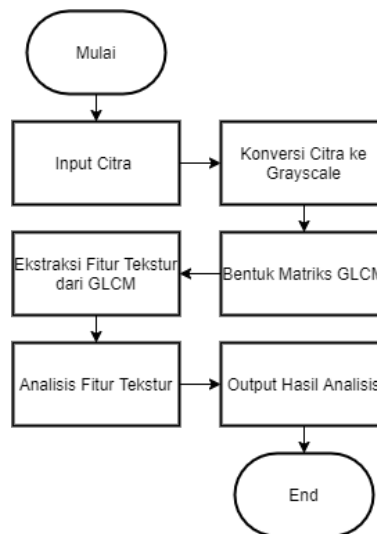 Mulai
Input Citra
Konversi Citra ke
Grayscale
Ekstraksi Fitur Tekstur
dari GLCM
Bentuk Matriks GLCM
Analisis Fitur Tekstur
Output Hasil Analisis
End